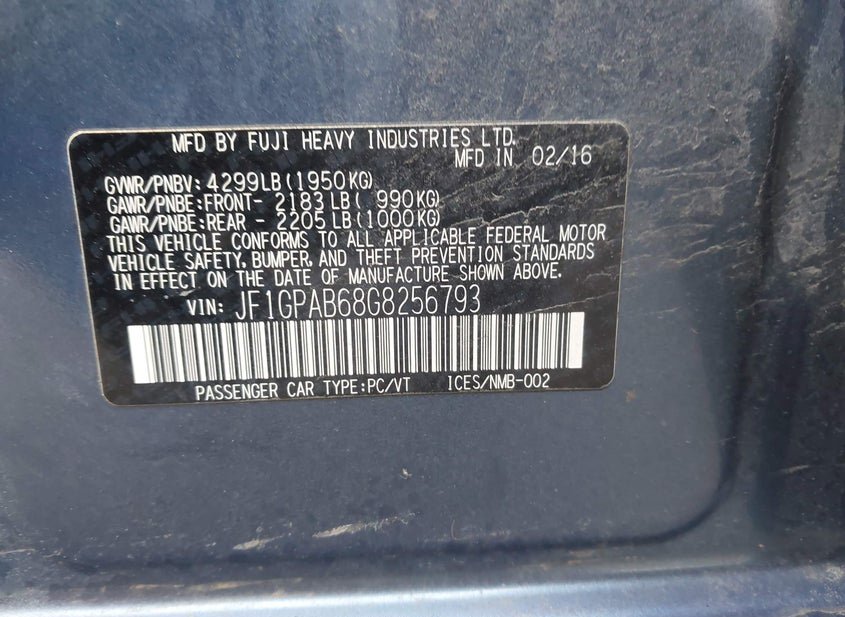 MFD BY FUJI HEAVY INDUSTRIES LTD.
MFD IN 02/16
GVWR/PNBV: 4299LB(1950KG)
GAWR/PNBE:FRONT- 2183LB( 990KG)
GAWR/PNBE:REAR - 2205LB(1000KG)
THIS VEHICLE CONFORMS TO ALL APPLICABLE FEDERAL MOTOR
VEHICLE SAFETY, BUMPER, AND THEFT PREVENTION STANDARDS
IN EFFECT ON THE DATE OF MANUFACTURE SHOWN ABOVE.
VIN: JF1GPAB68G8256793
PASSENGER CAR TYPE:PC/VT ICES/NMB-002